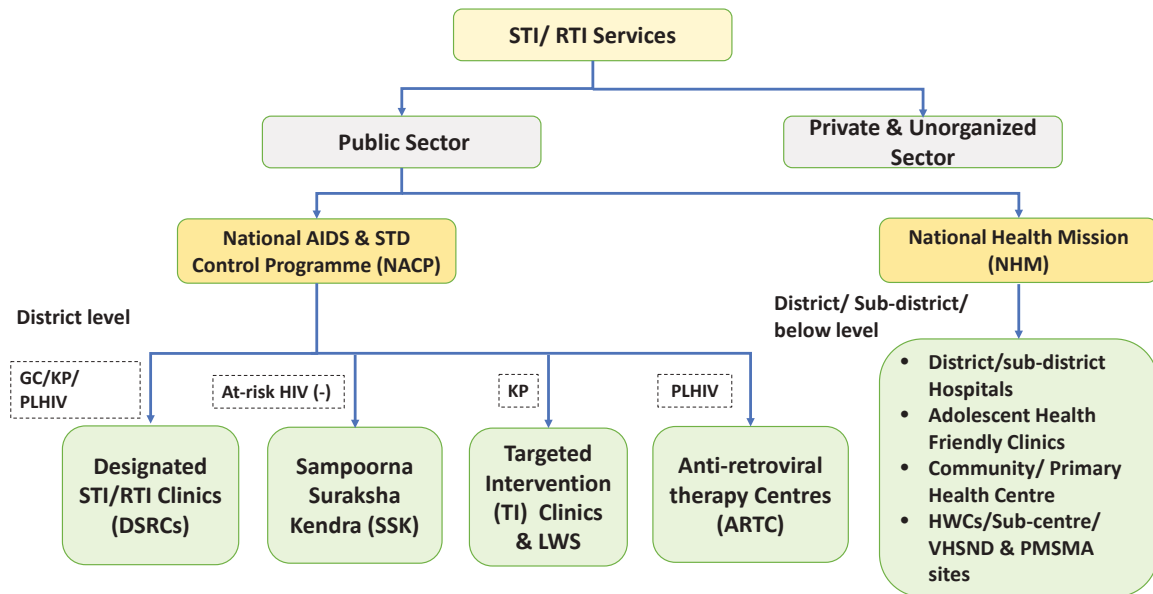 STI/ RTI Services
Public Sector
Private & Unorganized
Sector
National AIDS & STD
Control Programme (NACP)
National Health Mission
(NHM)
District level
District/ Sub-district/
below level
GC/KP/
PLHIV
At-risk HIV (-)
KP
PLHIV
Designated
STI/RTI Clinics
(DSRCs)
Sampoorna
Suraksha
Kendra (SSK)
Targeted
Intervention
(TI) Clinics
& LWS
Anti-retroviral
therapy Centres
(ARTC)
• District/sub-district
Hospitals
• Adolescent Health
Friendly Clinics
• Community/ Primary
Health Centre
• HWCs/Sub-centre/
VHSND & PMSMA
sites